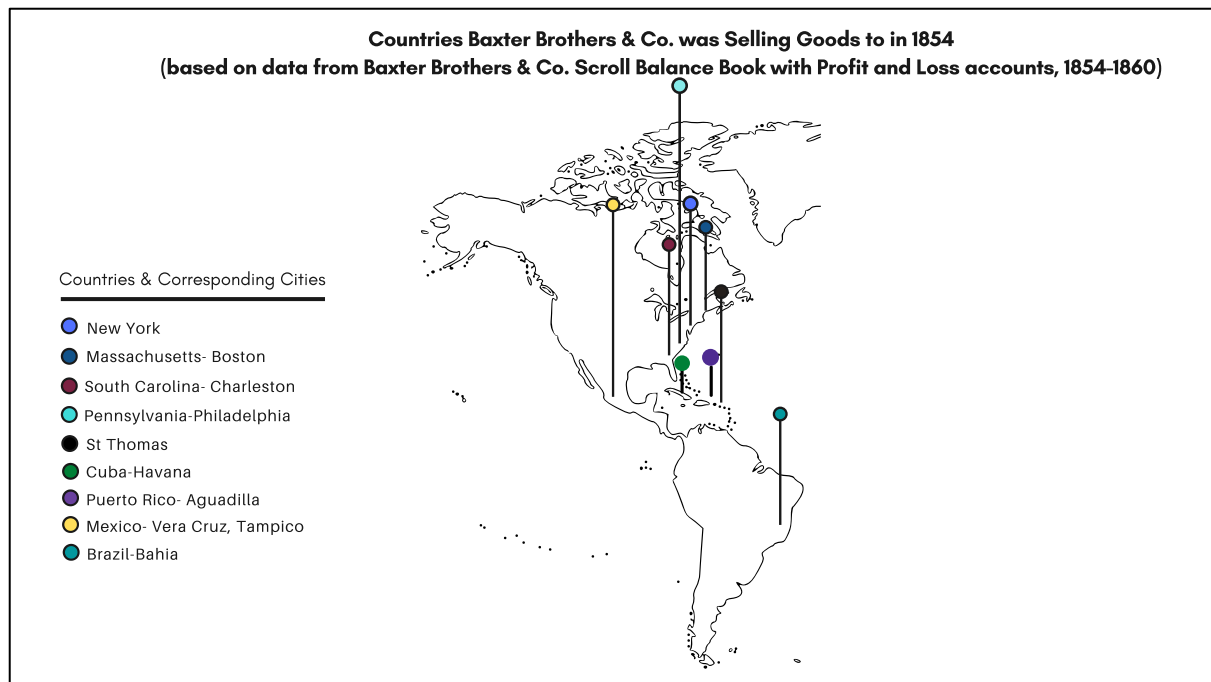 Countries Baxter Brothers & Co. was Selling Goods to in 1854
(based on data from Baxter Brothers & Co. Scroll Balance Book with Profit and Loss accounts, 1854-1860)
Countries & Corresponding Cities
New York
Massachusetts- Boston
South Carolina- Charleston
Pennsylvania-Philadelphia
St Thomas
Cuba-Havana
Puerto Rico- Aguadilla
Mexico- Vera Cruz, Tampico
Brazil-Bahia